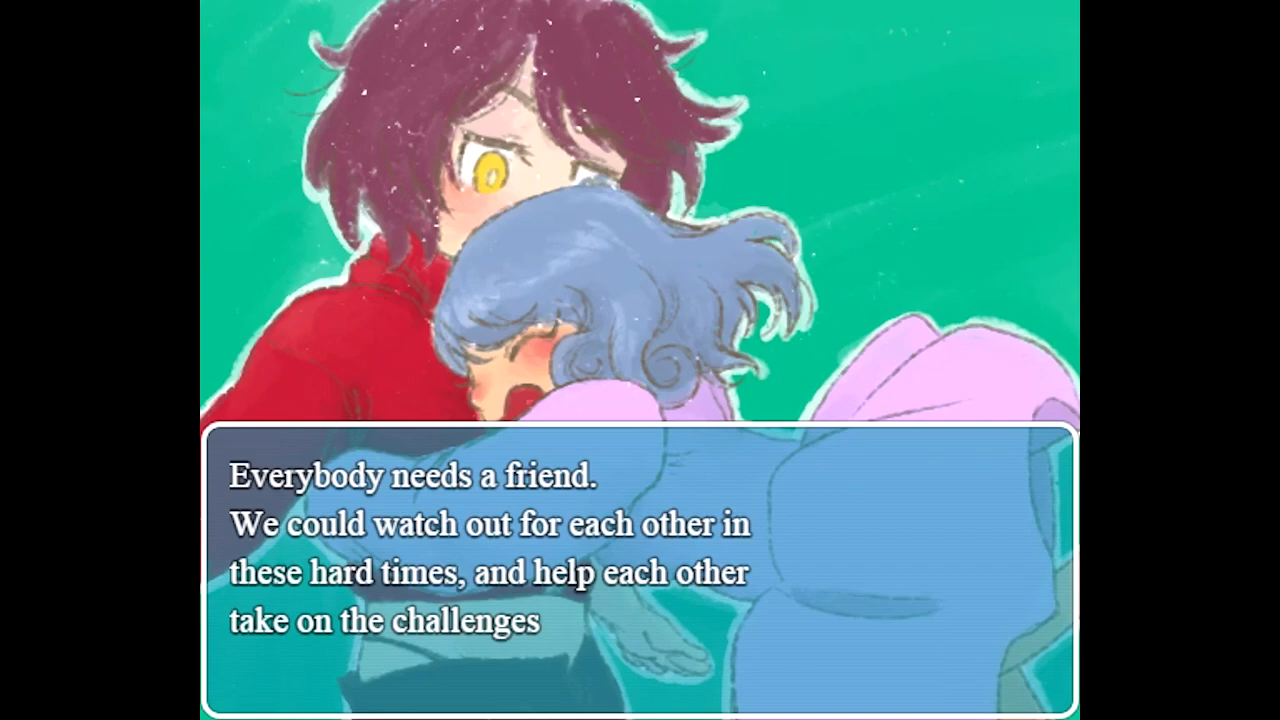 Everybody needs a friend.
We could watch out for each other in
these hard times, and help each other
take on the challenges